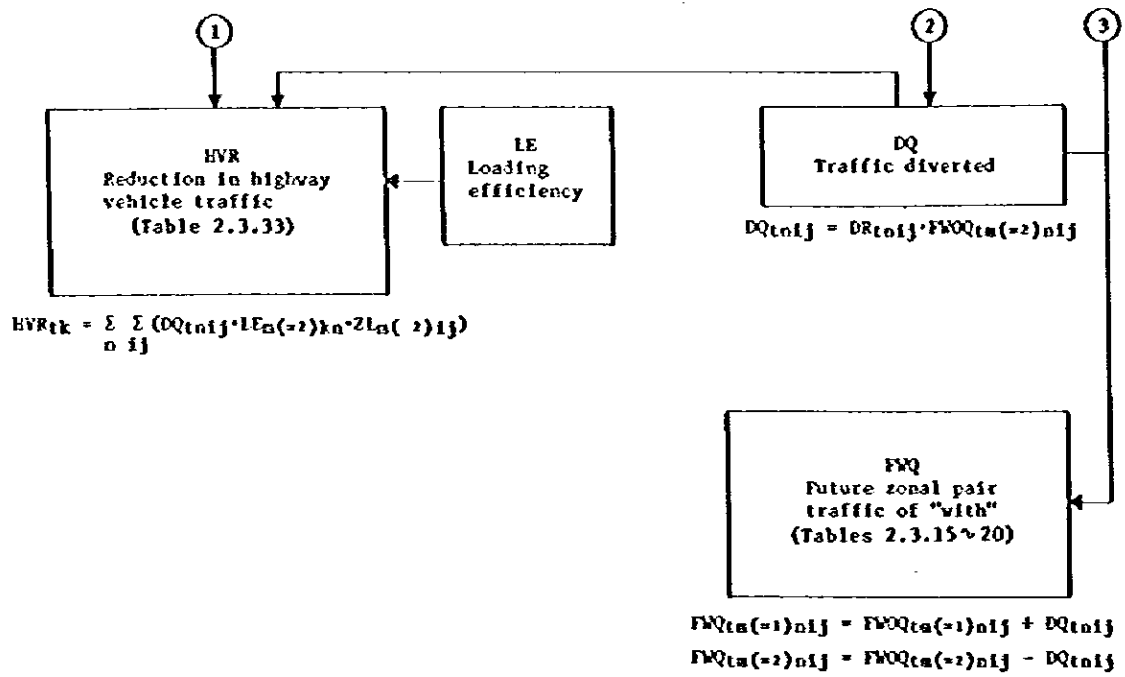 1
2
3
HVR
Reduction in highway
vehicle traffic
(Table 2.3.33)
LE
Loading
efficiency
DQ
Traffic diverted
DQtnij = DRtnij·FWOQtm(=2)nij
HVRtk = Σ Σ (DQtnij·LEm(=2)kn·ZLm( 2)ij)
n ij
FWQ
Future zonal pair
traffic of "with"
(Tables 2.3.15~20)
FWQtm(=1)nij = FWOQtm(=1)nij + DQtnij
FWQtm(=2)nij = FWOQtm(=2)nij - DQtnij